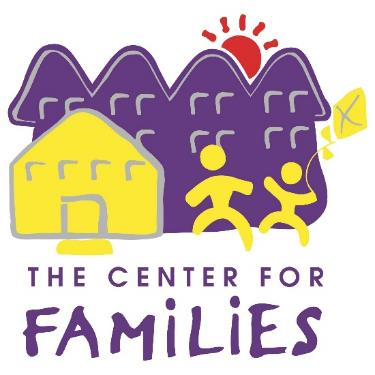 THE CENTER FOR
FAMiLiES